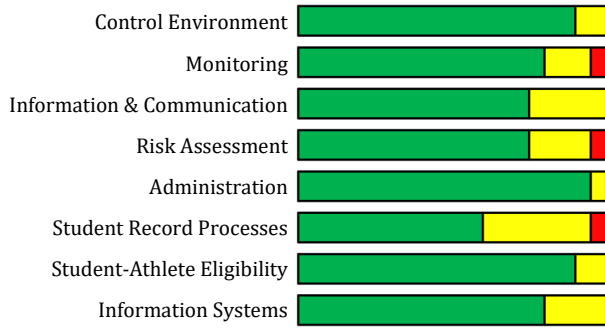 Control Environment
Monitoring
Information & Communication
Risk Assessment
Administration
Student Record Processes
Student-Athlete Eligibility
Information Systems